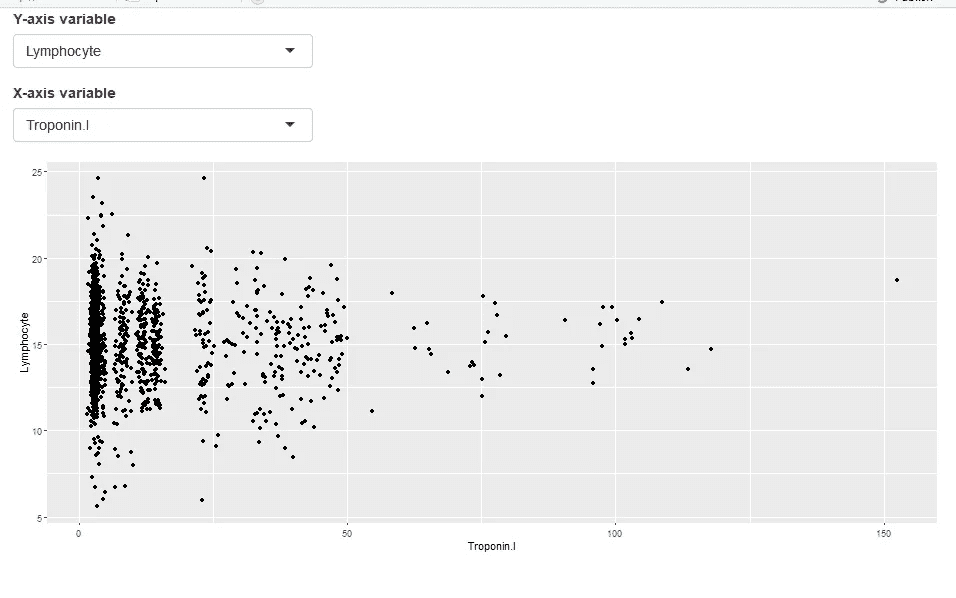 Y-axis variable
Lymphocyte
X-axis variable
Troponin.I
25
20
15
10
5
Lymphocyte
0
50
100
150
Troponin.I